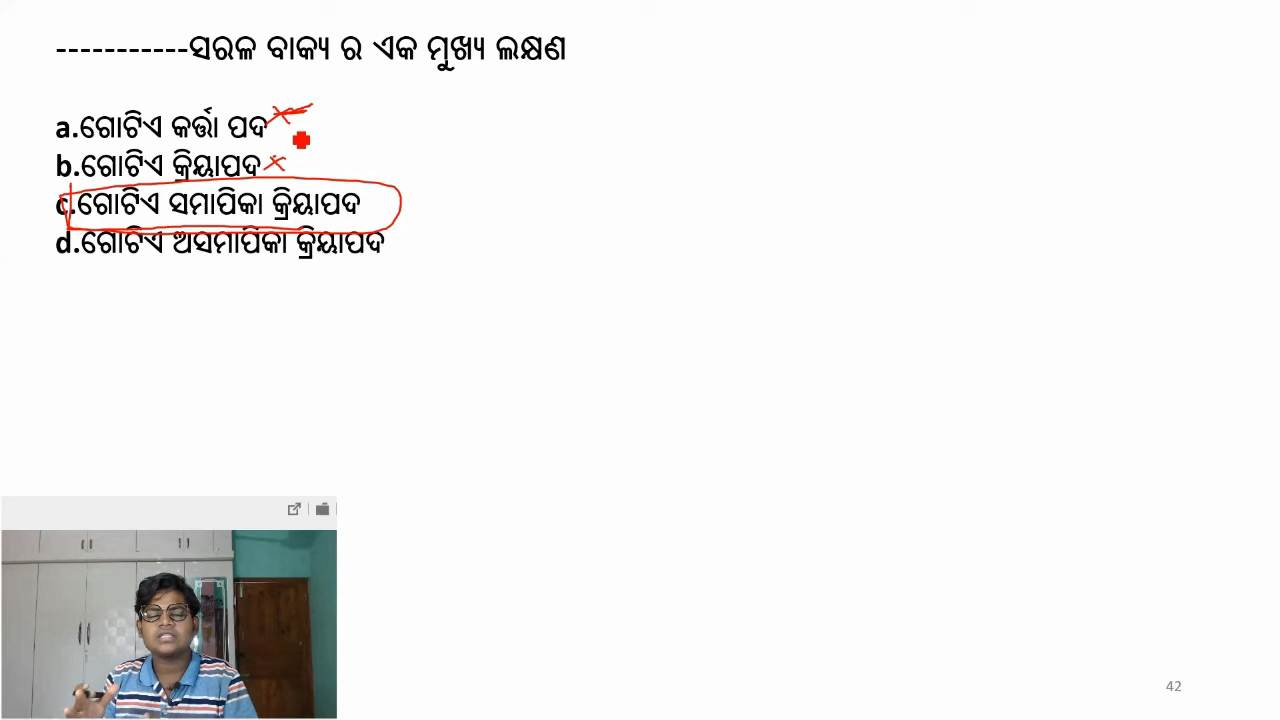 -----------ସରଳ ବାକ୍ୟ ର ଏକ ମୁଖ୍ୟ ଲକ୍ଷଣ
a.ଗୋଟିଏ କର୍ତ୍ତା ପଦ
b.ଗୋଟିଏ କ୍ରିୟାପଦ
c.ଗୋଟିଏ ସମାପିକା କ୍ରିୟାପଦ
d.ଗୋଟିଏ ଅସମାପିକା କ୍ରିୟାପଦ
42